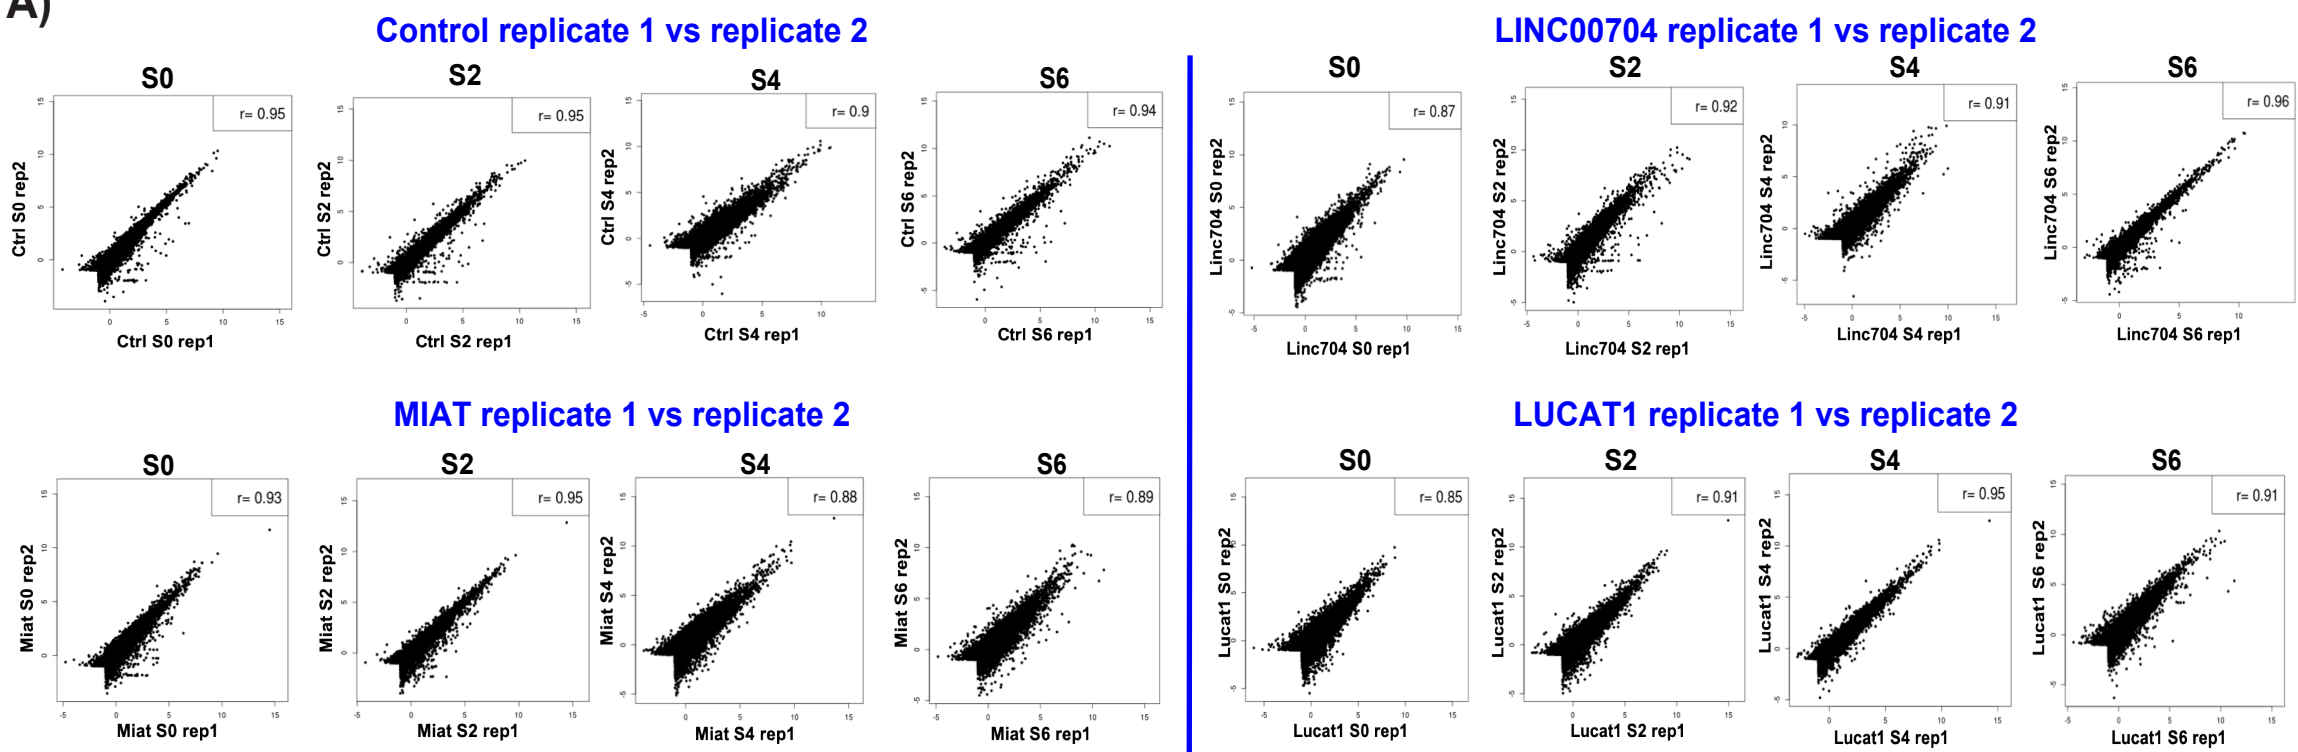 A)
Control replicate 1 vs replicate 2
S0
S2
S4
S6
r= 0.95
r= 0.95
r= 0.9
r= 0.94
Ctrl S0 rep2
Ctrl S2 rep2
Ctrl S4 rep2
Ctrl S6 rep2
Ctrl S0 rep1
Ctrl S2 rep1
Ctrl S4 rep1
Ctrl S6 rep1
LINC00704 replicate 1 vs replicate 2
S0
S2
S4
S6
r= 0.87
r= 0.92
r= 0.91
r= 0.96
Linc704 S0 rep2
Linc704 S2 rep2
Linc704 S4 rep2
Linc704 S6 rep2
Linc704 S0 rep1
Linc704 S2 rep1
Linc704 S4 rep1
Linc704 S6 rep1
MIAT replicate 1 vs replicate 2
S0
S2
S4
S6
r= 0.93
r= 0.95
r= 0.88
r= 0.89
Miat S0 rep2
Miat S2 rep2
Miat S4 rep2
Miat S6 rep2
Miat S0 rep1
Miat S2 rep1
Miat S4 rep1
Miat S6 rep1
LUCAT1 replicate 1 vs replicate 2
S0
S2
S4
S6
r= 0.85
r= 0.91
r= 0.95
r= 0.91
Lucat1 S0 rep2
Lucat1 S2 rep2
Lucat1 S4 rep2
Lucat1 S6 rep2
Lucat1 S0 rep1
Lucat1 S2 rep1
Lucat1 S4 rep1
Lucat1 S6 rep1